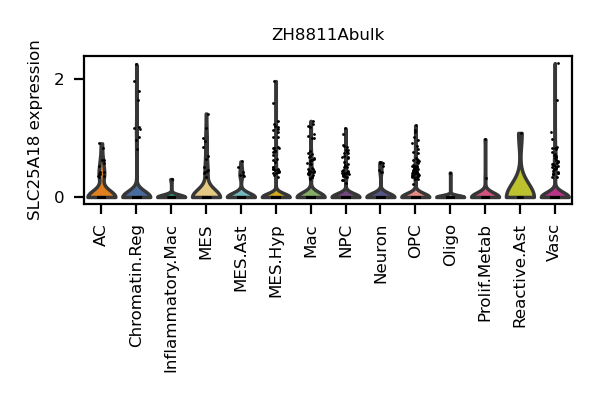 ZH8811Abulk
SLC25A18 expression
2
0
AC
Chromatin.Reg
Inflammatory.Mac
MES
MES.Ast
MES.Hyp
Mac
NPC
Neuron
OPC
Oligo
Prolif.Metab
Reactive.Ast
Vasc